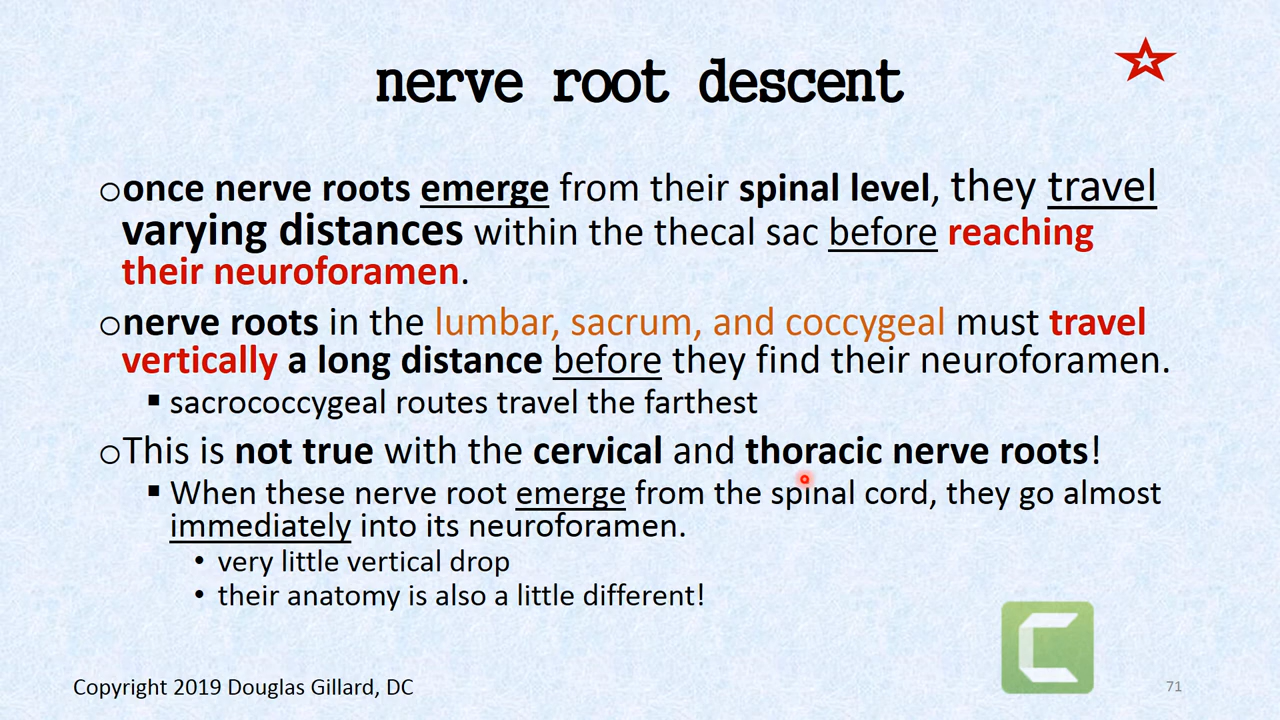 nerve root descent
once nerve roots emerge from their spinal level, they travel
varying distances within the thecal sac before reaching
their neuroforamen.
nerve roots in the lumbar, sacrum, and coccygeal must travel
vertically a long distance before they find their neuroforamen.
sacrococcygeal routes travel the farthest
This is not true with the cervical and thoracic nerve roots!
When these nerve root emerge from the spinal cord, they go almost
immediately into its neuroforamen.
very little vertical drop
their anatomy is also a little different!
Copyright 2019 Douglas Gillard, DC
71